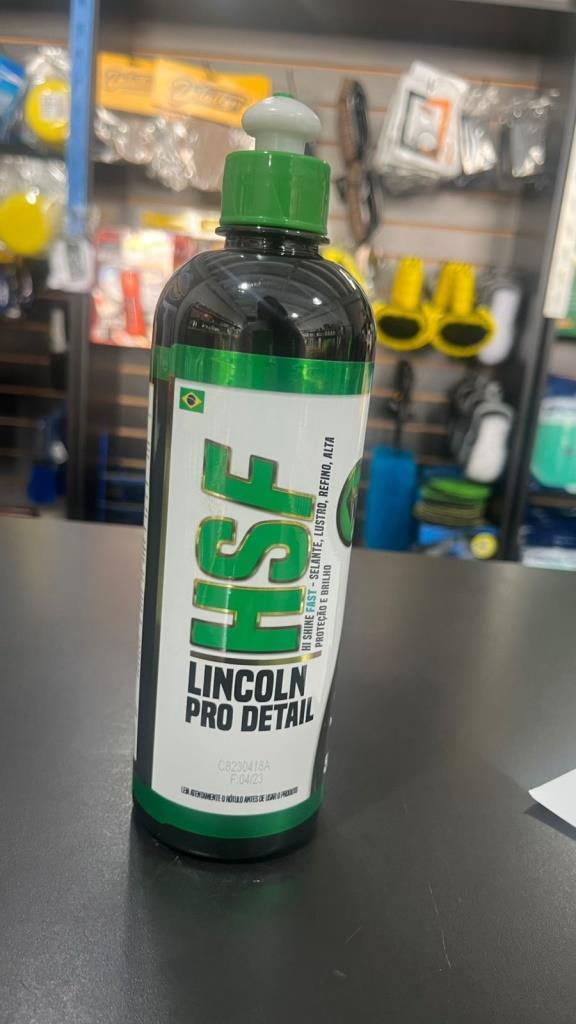 HSF
HI SHINE FAST - SELANTE, LUSTRO, REFINO, ALTA
PROTEÇÃO E BRILHO
LINCOLN
PRO DETAIL
CB230418A
F:04/23
LEIA ATENTAMENTE O RÓTULO ANTES DE USAR O PRODUTO